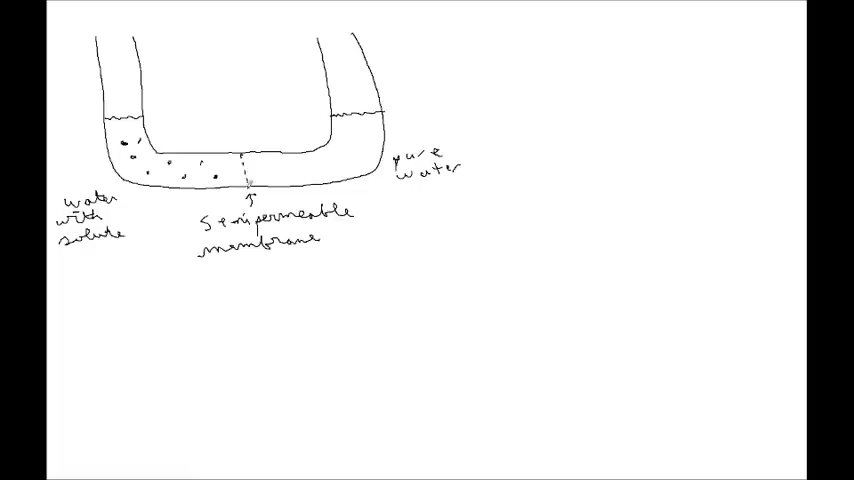 pure
water
water
with
solute
semipermeable
membrane